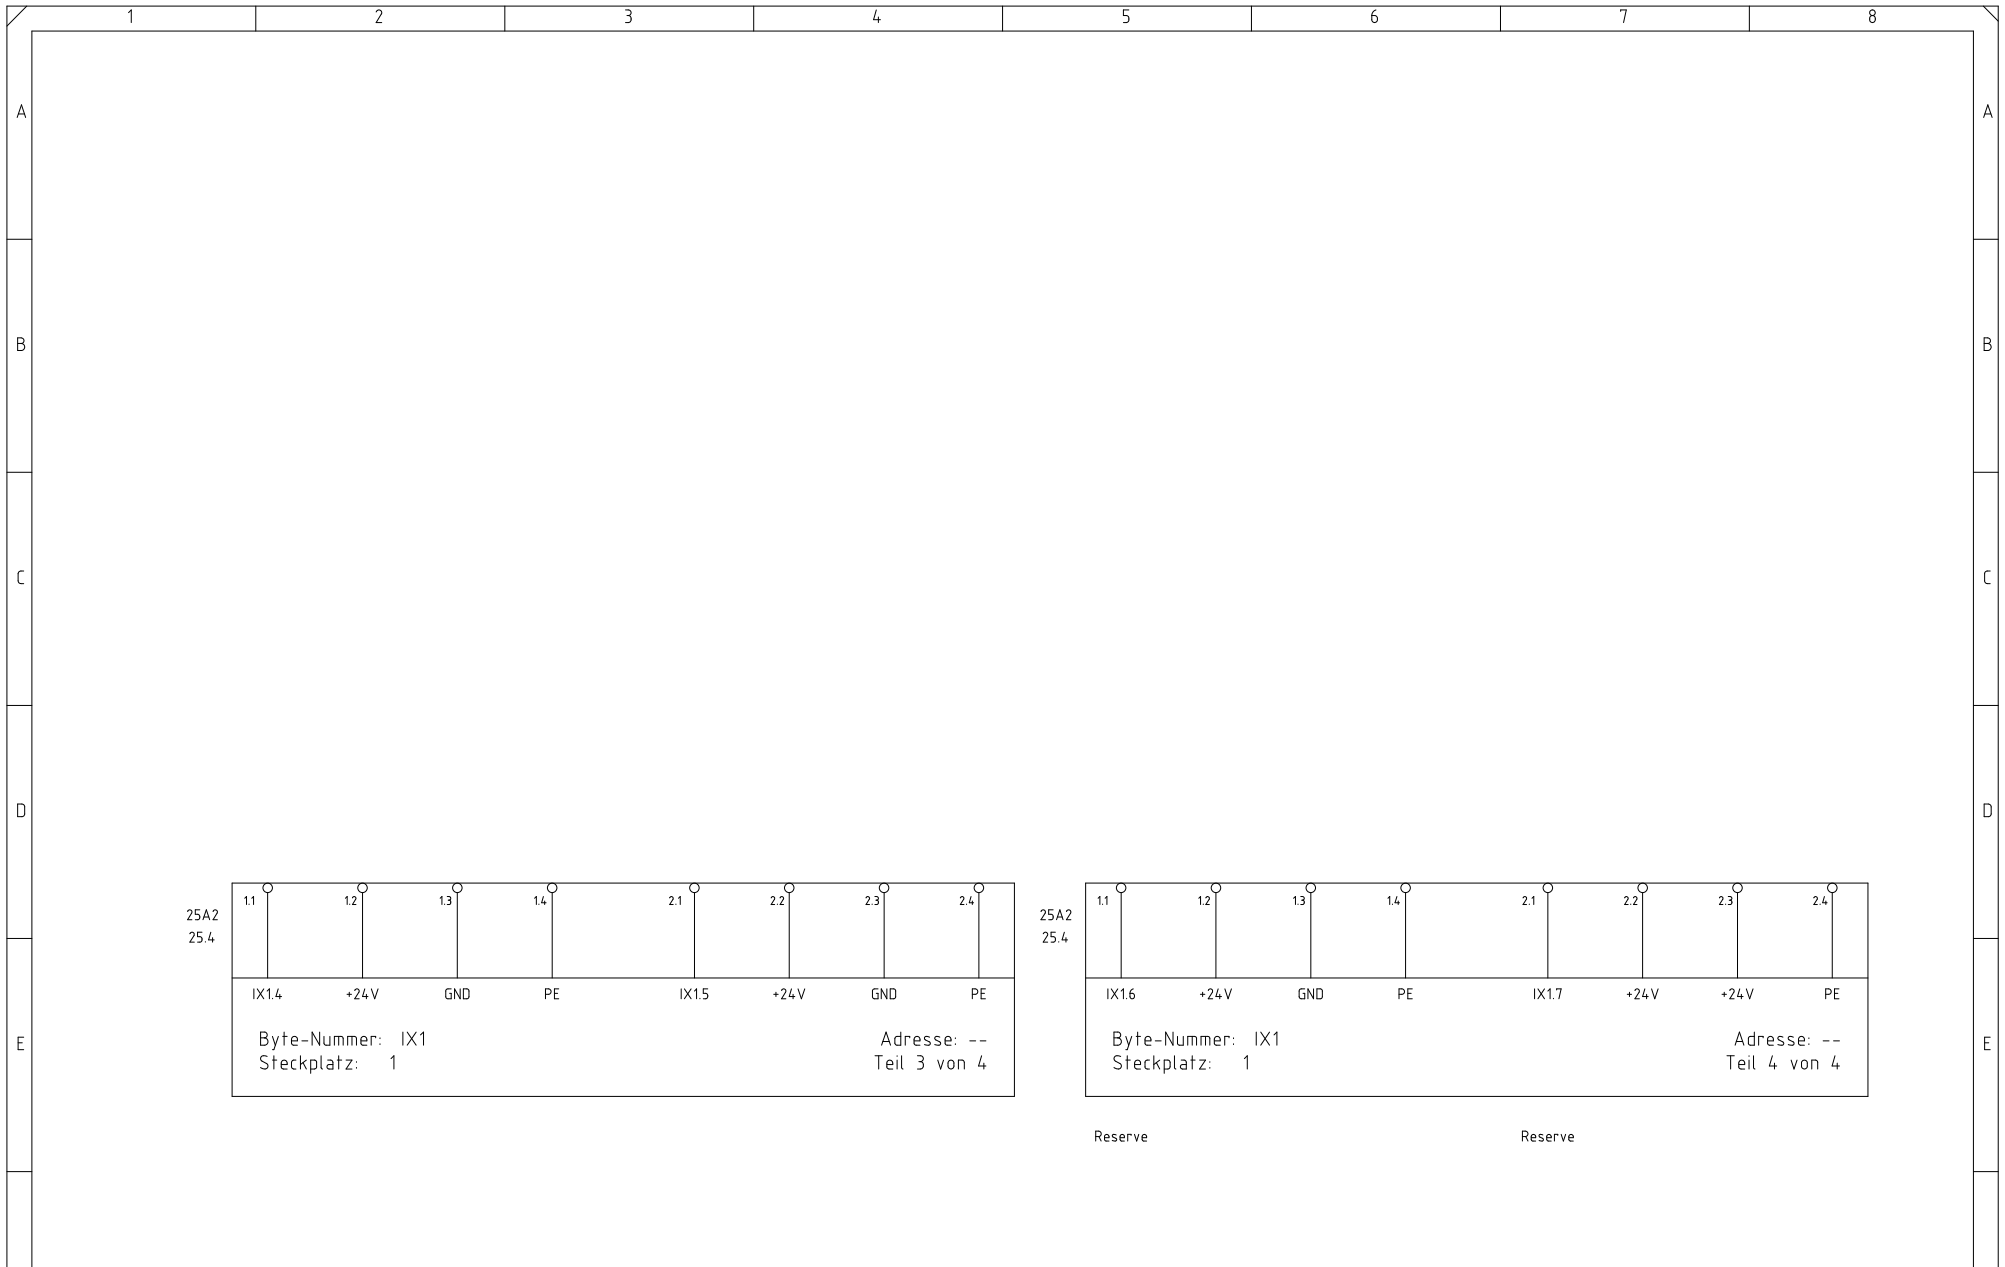 1 2 3 4 5 6 7 8
A A
B B
C C
D D
1.1 1.2 1.3 1.4 2.1 2.2 2.3 2.4 1.1 1.2 1.3 1.4 2.1 2.2 2.3 2.4
25A2 25A2
25.4 25.4
IX1.4 +24V GND PE IX1.5 +24V GND PE IX1.6 +24V GND PE IX1.7 +24V +24V PE
Byte-Nummer: IX1 Adresse: -- Byte-Nummer: IX1 Adresse: --
E E
Steckplatz: 1 Teil 3 von 4 Steckplatz: 1 Teil 4 von 4
Reserve Reserve